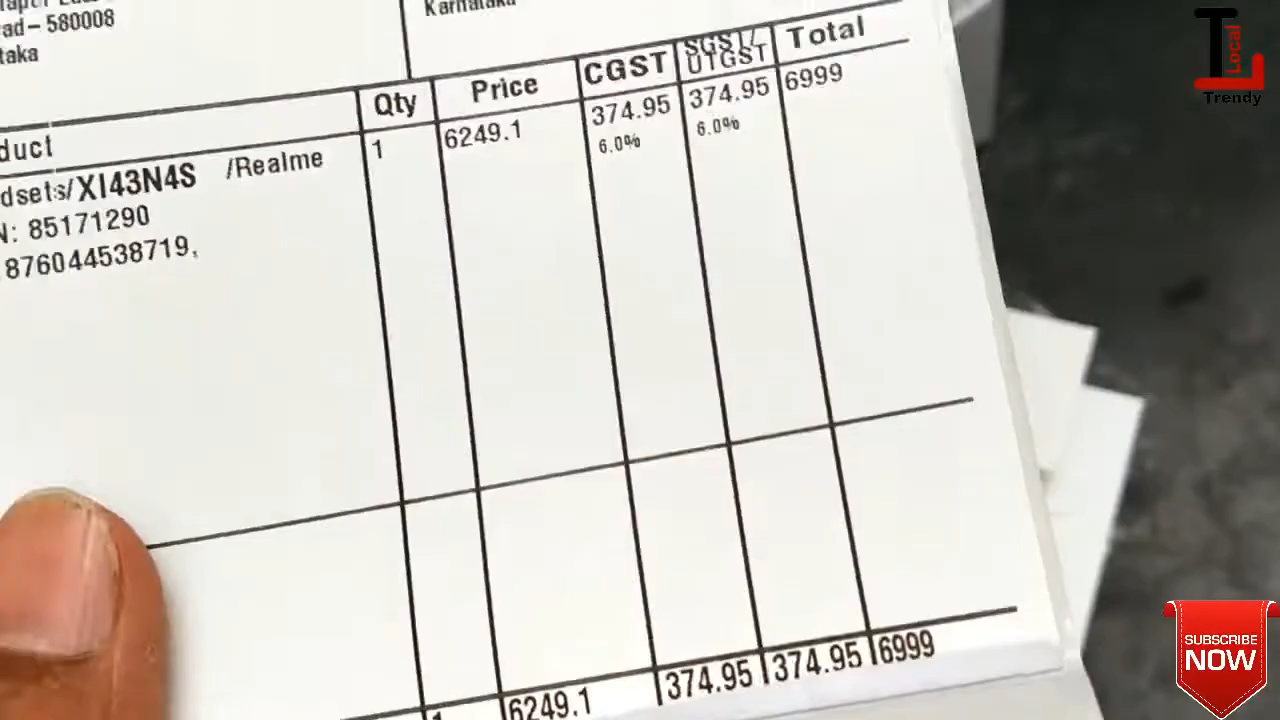 ad – 580008
taka
Karnataka
Qty Price CGST SGST/ UTGST Total
duct
dsets/XI43N4S /Realme 1 6249.1 374.95 374.95 6999
6.0% 6.0%
N: 85171290
876044538719,
1 6249.1 374.95 374.95 6999
Local
Trendy
SUBSCRIBE
NOW